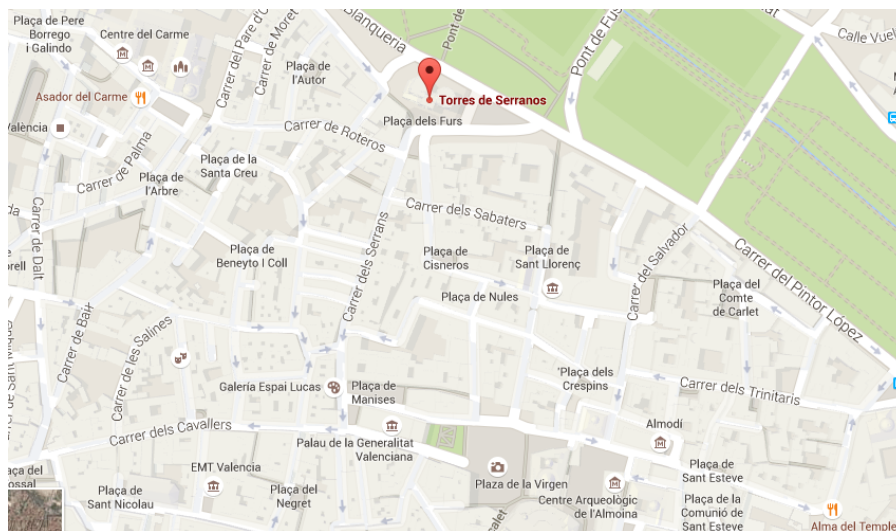 Plaça de Pere
Borrego
i Galindo
Centre del Carme
Carrer del Pare d'O
Carrer de Moret
Plaça de
l'Autor
Blanqueria
Pont de
Pont de Fus
Calle Vuel
Asador del Carme
València
Torres de Serranos
Plaça dels Furs
Carrer de Roteros
Carrer de Palma
Plaça de la
Santa Creu
Plaça de
l'Arbre
Carrer de Dalt
Carrer dels Sabaters
Carrer dels Serrans
Plaça de
Beneyto I Coll
Plaça de
Cisneros
Plaça de
Sant Llorenç
Carrer del Salvador
Carrer del Pintor López
Plaça de Nules
Plaça del
Comte
de Carlet
Carrer de Baix
Carrer de les Salines
Galería Espai Lucas
Plaça de
Manises
Plaça dels
Crespins
Carrer dels Trinitaris
Carrer dels Cavallers
Palau de la Generalitat
Valenciana
Almodí
EMT Valencia
Plaça de
Sant Nicolau
Plaça del
Negret
Plaza de la Virgen
Centre Arqueològic
de l'Almoina
Plaça de
Sant Esteve
Plaça de la
Comunió de
Sant Esteve
Plaça del
Alma del Templ